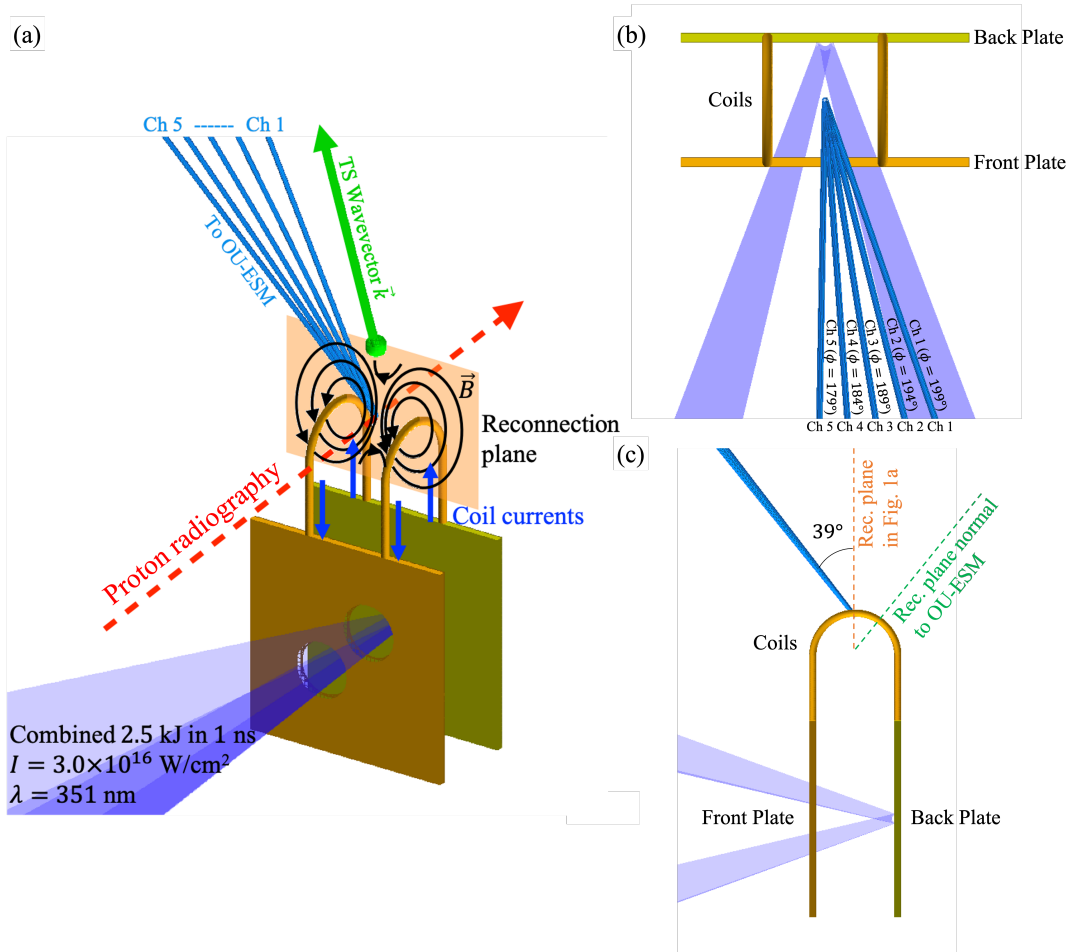 (a)
Ch 5 ------ Ch 1
To OU-ESM
TS Wavevector $\vec{k}$
$\vec{B}$
Reconnection
plane
Proton radiography
Coil currents
Combined 2.5 kJ in 1 ns
$I = 3.0×10^{16}$ W/cm$^2$
$λ = 351$ nm
(b)
Back Plate
Coils
Front Plate
Ch 5 ($ϕ = 179°$)
Ch 4 ($ϕ = 184°$)
Ch 3 ($ϕ = 189°$)
Ch 2 ($ϕ = 194°$)
Ch 1 ($ϕ = 199°$)
Ch 5 Ch 4 Ch 3 Ch 2 Ch 1
(c)
39°
Rec. plane
in Fig. 1a
Rec. plane normal
to OU-ESM
Coils
Front Plate
Back Plate